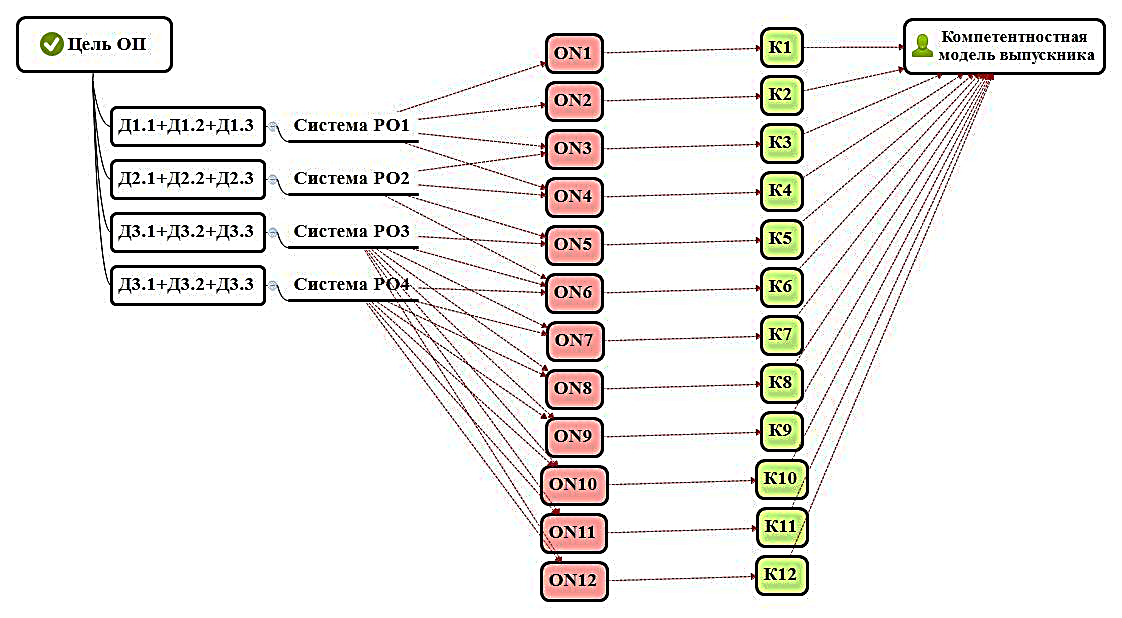 Цель ОП
Д1.1+Д1.2+Д1.3
Система РО1
Д2.1+Д2.2+Д2.3
Система РО2
Д3.1+Д3.2+Д3.3
Система РО3
Д3.1+Д3.2+Д3.3
Система РО4
ON1
ON2
ON3
ON4
ON5
ON6
ON7
ON8
ON9
ON10
ON11
ON12
К1
К2
К3
К4
К5
К6
К7
К8
К9
К10
К11
К12
Компетентностная
модель выпускника